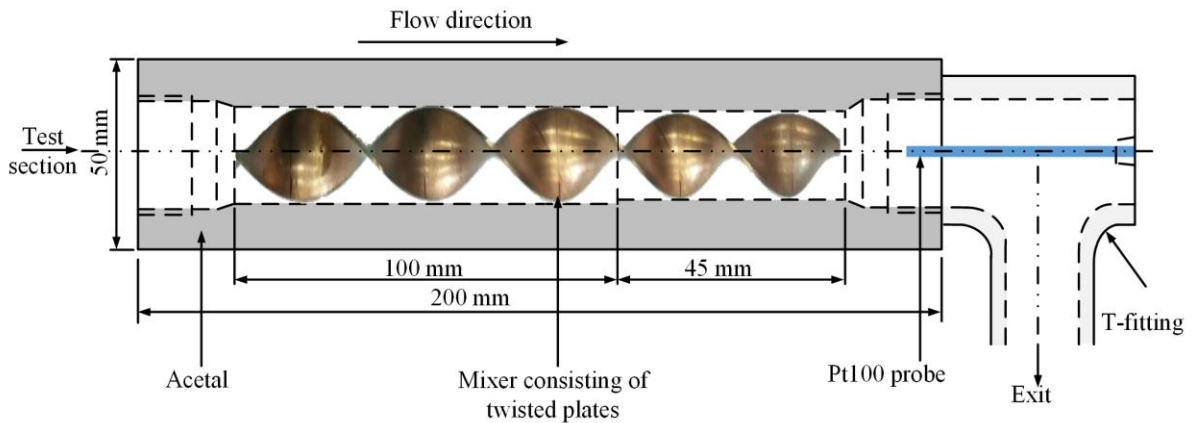 Flow direction
Test
section
50 mm
100 mm
45 mm
200 mm
T-fitting
Acetal
Mixer consisting of
twisted plates
Pt100 probe
Exit